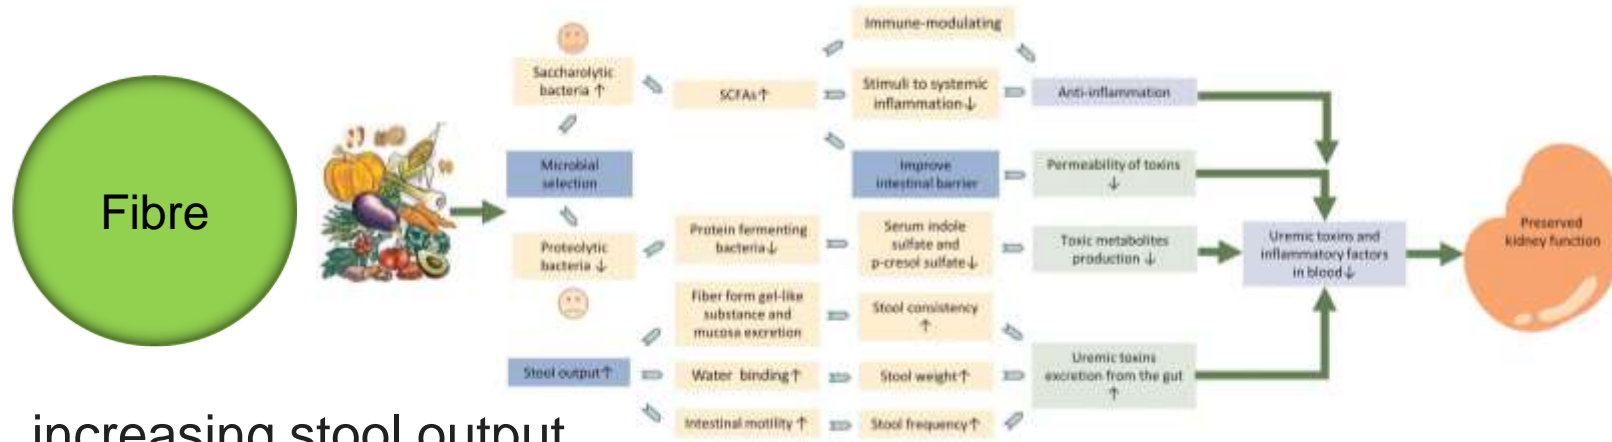 Fibre
Saccharolytic
bacteria ↑
Microbial
selection
Proteolytic
bacteria ↓
Stool output↑
SCFAs↑
Protein fermenting
bacteria↓
Fiber form gel-like
substance and
mucosa excretion
Water binding↑
Intestinal motility ↑
Immune-modulating
Stimuli to systemic
inflammation↓
Improve
intestinal barrier
Serum indole
sulfate and
p-cresol sulfate↓
Stool consistency
↑
Stool weight↑
Stool frequency↑
Anti-inflammation
Permeability of toxins
↓
Toxic metabolites
production ↓
Uremic toxins
excretion from the gut
↑
Uremic toxins and
inflammatory factors
in blood↓
Preserved
kidney function
increasing stool output